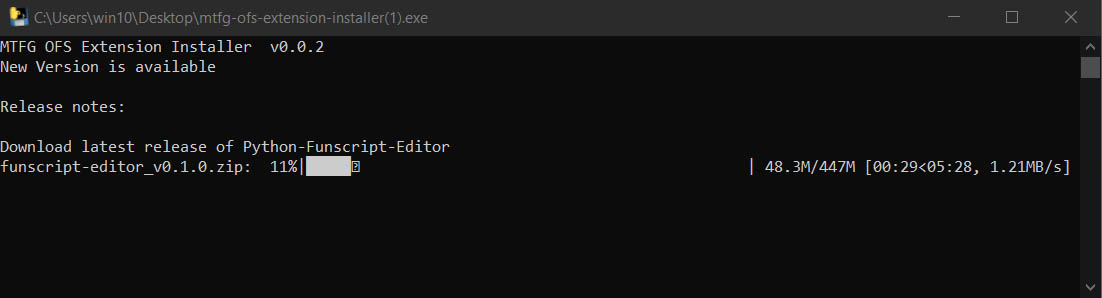 C:\Users\win10\Desktop\mtfg-ofs-extension-installer(1).exe
MTFG OFS Extension Installer  v0.0.2
New Version is available
Release notes:
Download latest release of Python-Funscript-Editor
funscript-editor_v0.1.0.zip:  11%|█████ | 48.3M/447M [00:29<05:28, 1.21MB/s]